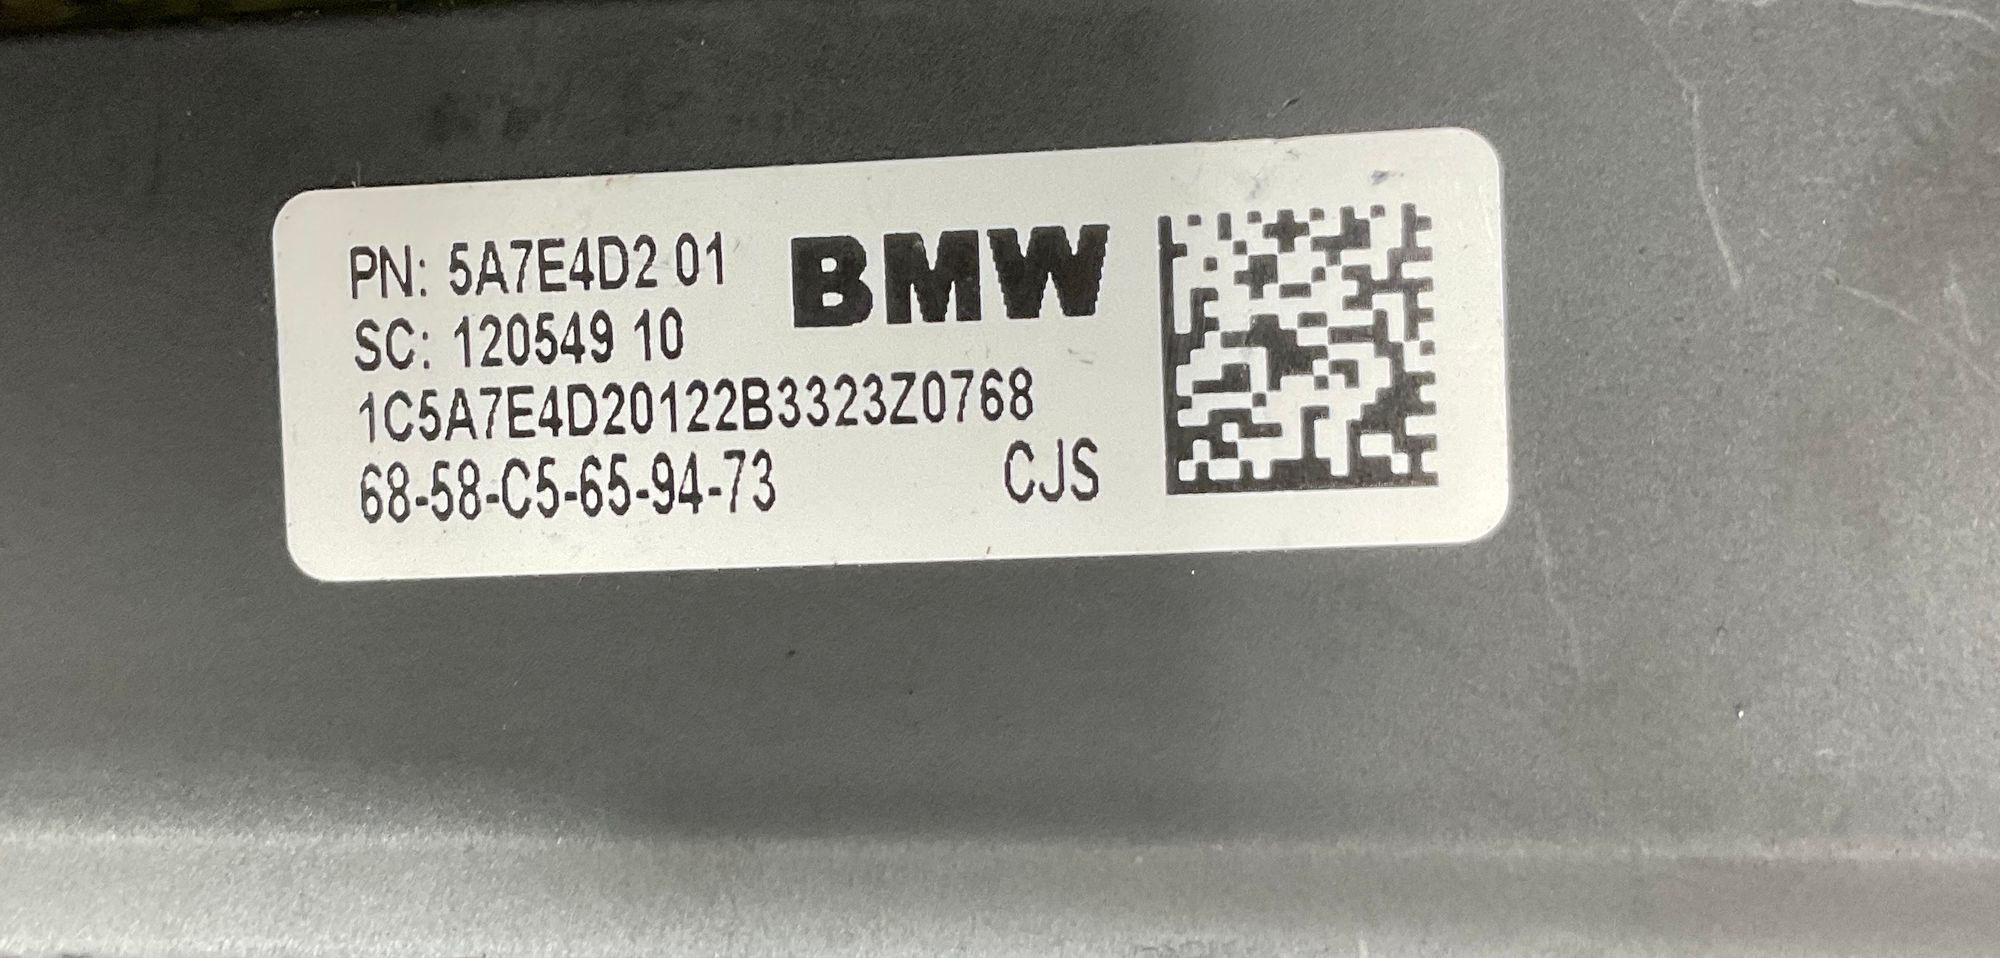 PN: 5A7E4D2 01
BMW
SC: 120549 10
1C5A7E4D20122B3323Z0768
68-58-C5-65-94-73
CJS